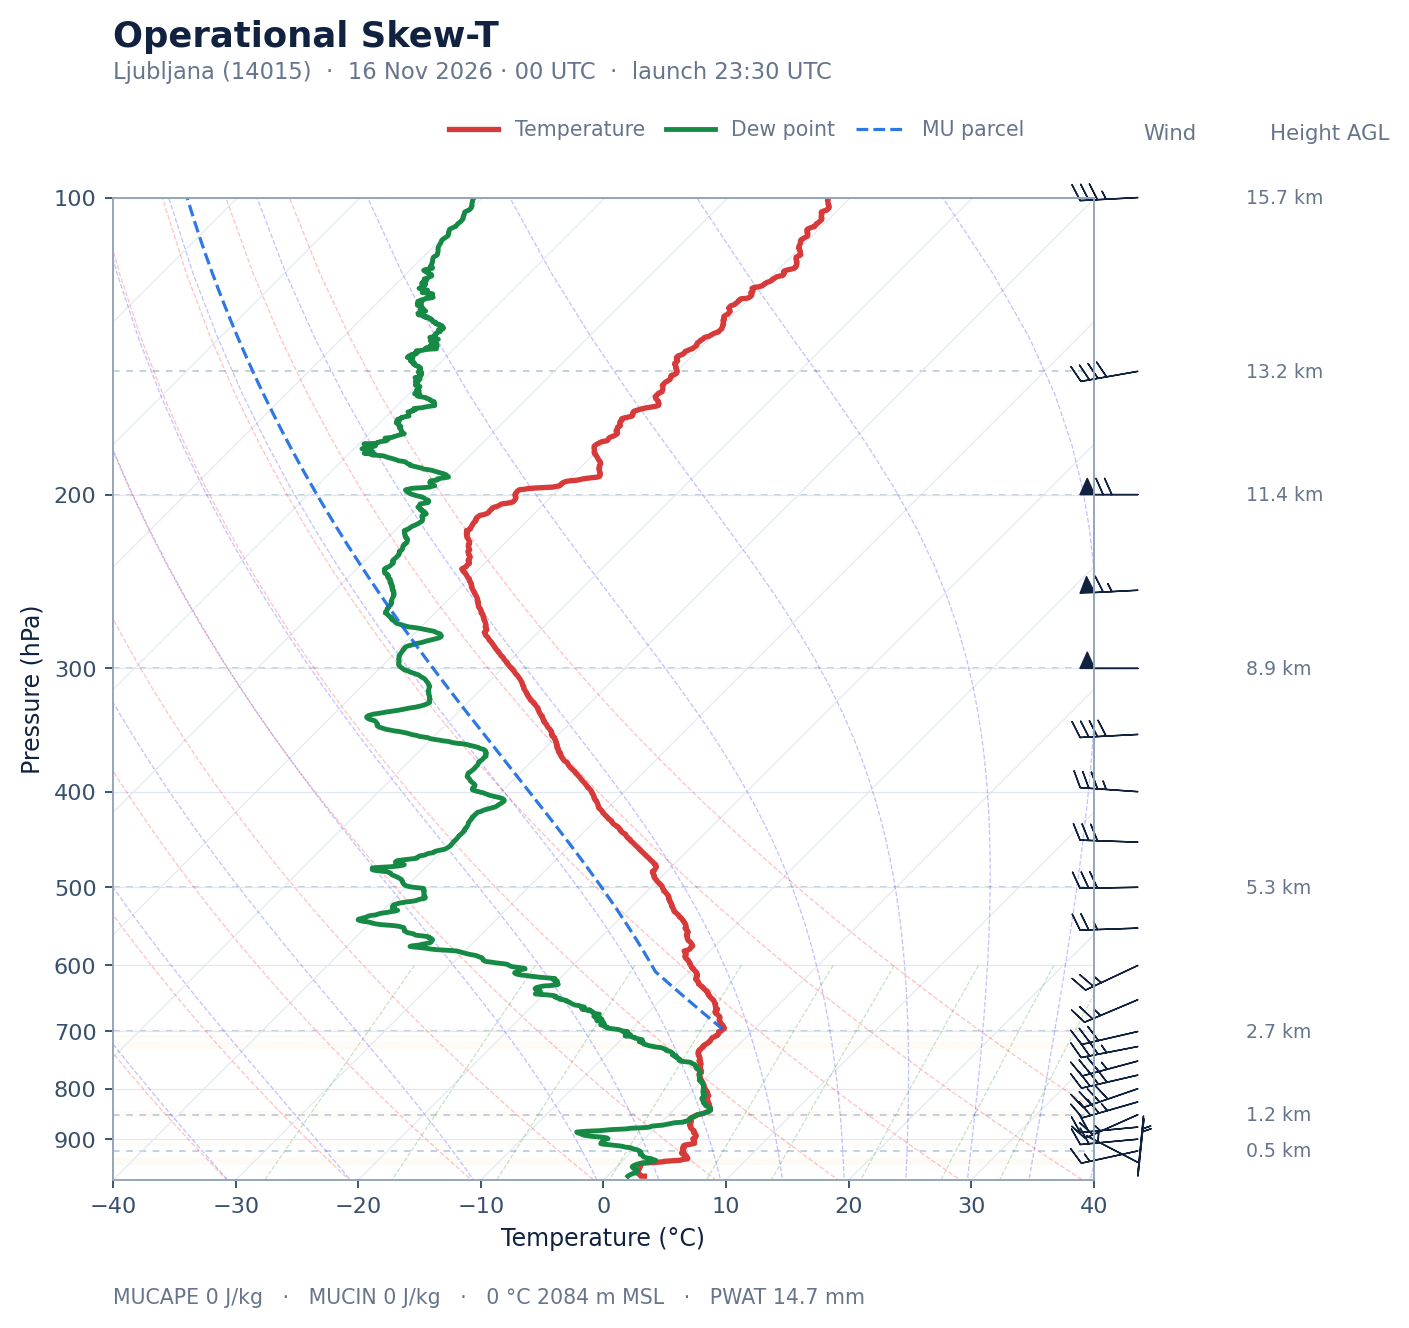 Operational Skew-T
Ljubljana (14015)  ·  16 Nov 2026 · 00 UTC  ·  launch 23:30 UTC
Temperature  Dew point  MU parcel  Wind  Height AGL
100  15.7 km
13.2 km
200  11.4 km
300  8.9 km
400
500  5.3 km
600
700  2.7 km
800
1.2 km
900
0.5 km
Pressure (hPa)
−40  −30  −20  −10  0  10  20  30  40
Temperature (°C)
MUCAPE 0 J/kg  ·  MUCIN 0 J/kg  ·  0 °C 2084 m MSL  ·  PWAT 14.7 mm